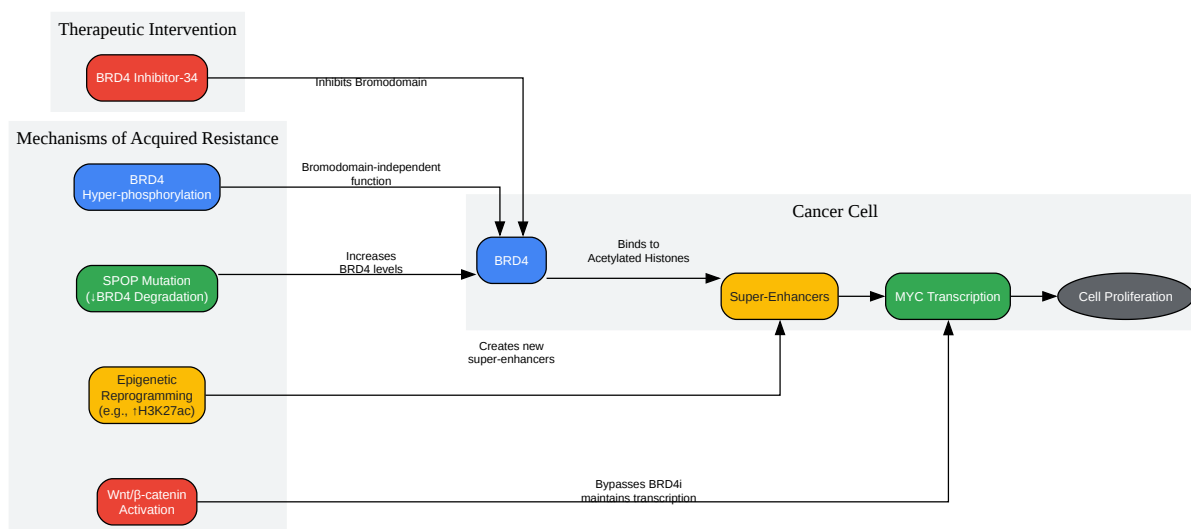 Therapeutic Intervention
BRD4 Inhibitor-34
Inhibits Bromodomain
Mechanisms of Acquired Resistance
BRD4
Hyper-phosphorylation
Bromodomain-independent
function
SPOP Mutation
(↓BRD4 Degradation)
Increases
BRD4 levels
Epigenetic
Reprogramming
(e.g., ↑H3K27ac)
Creates new
super-enhancers
Wnt/β-catenin
Activation
Bypasses BRD4i
maintains transcription
Cancer Cell
BRD4
Binds to
Acetylated Histones
Super-Enhancers
MYC Transcription
Cell Proliferation